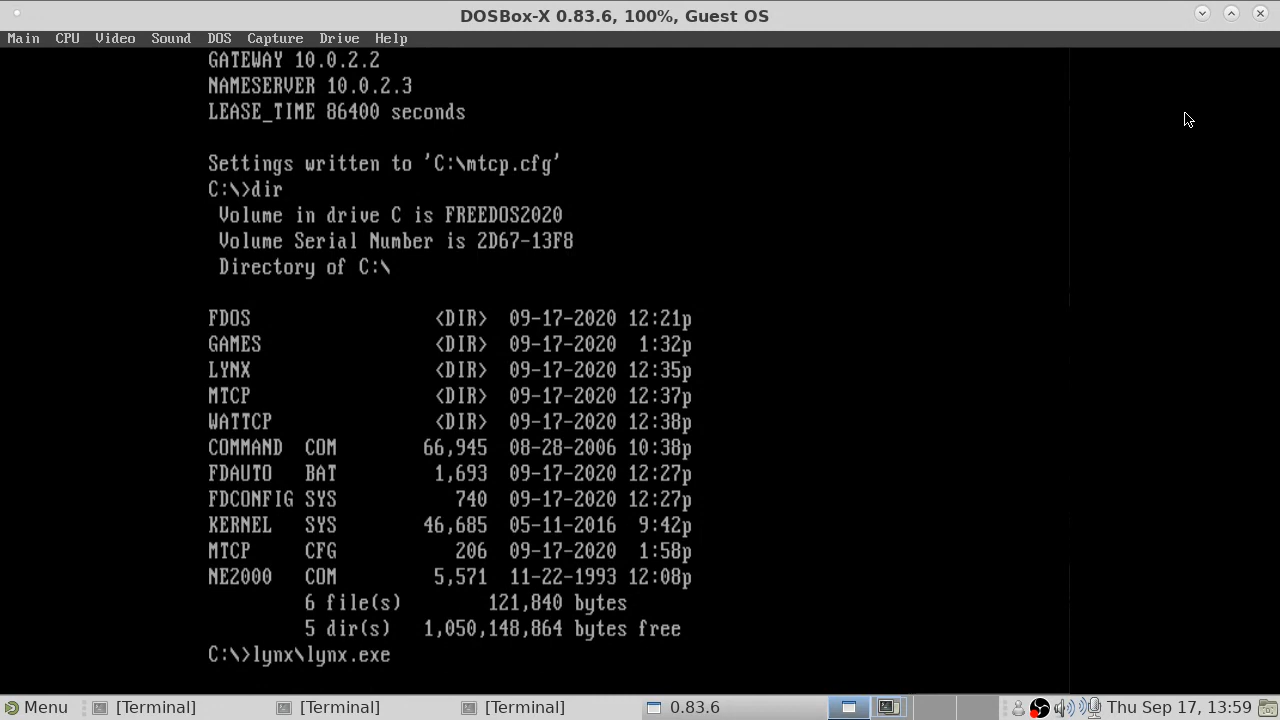 DOSBox-X 0.83.6, 100%, Guest OS
Main CPU Video Sound DOS Capture Drive Help
GATEWAY 10.0.2.2
NAMESERVER 10.0.2.3
LEASE_TIME 86400 seconds
Settings written to 'C:\mtcp.cfg'
C:\>dir
Volume in drive C is FREEDOS2020
Volume Serial Number is 2D67-13F8
Directory of C:\
FDOS <DIR> 09-17-2020 12:21p
GAMES <DIR> 09-17-2020 1:32p
LYNX <DIR> 09-17-2020 12:35p
MTCP <DIR> 09-17-2020 12:37p
WATTCP <DIR> 09-17-2020 12:38p
COMMAND COM 66,945 08-28-2006 10:38p
FDAUTO BAT 1,693 09-17-2020 12:27p
FDCONFIG SYS 740 09-17-2020 12:27p
KERNEL SYS 46,685 05-11-2016 9:42p
MTCP CFG 206 09-17-2020 1:58p
NE2000 COM 5,571 11-22-1993 12:08p
6 file(s) 121,840 bytes
5 dir(s) 1,050,148,864 bytes free
C:\>lynx\lynx.exe
Menu [Terminal] [Terminal] [Terminal] 0.83.6 Thu Sep 17, 13:59